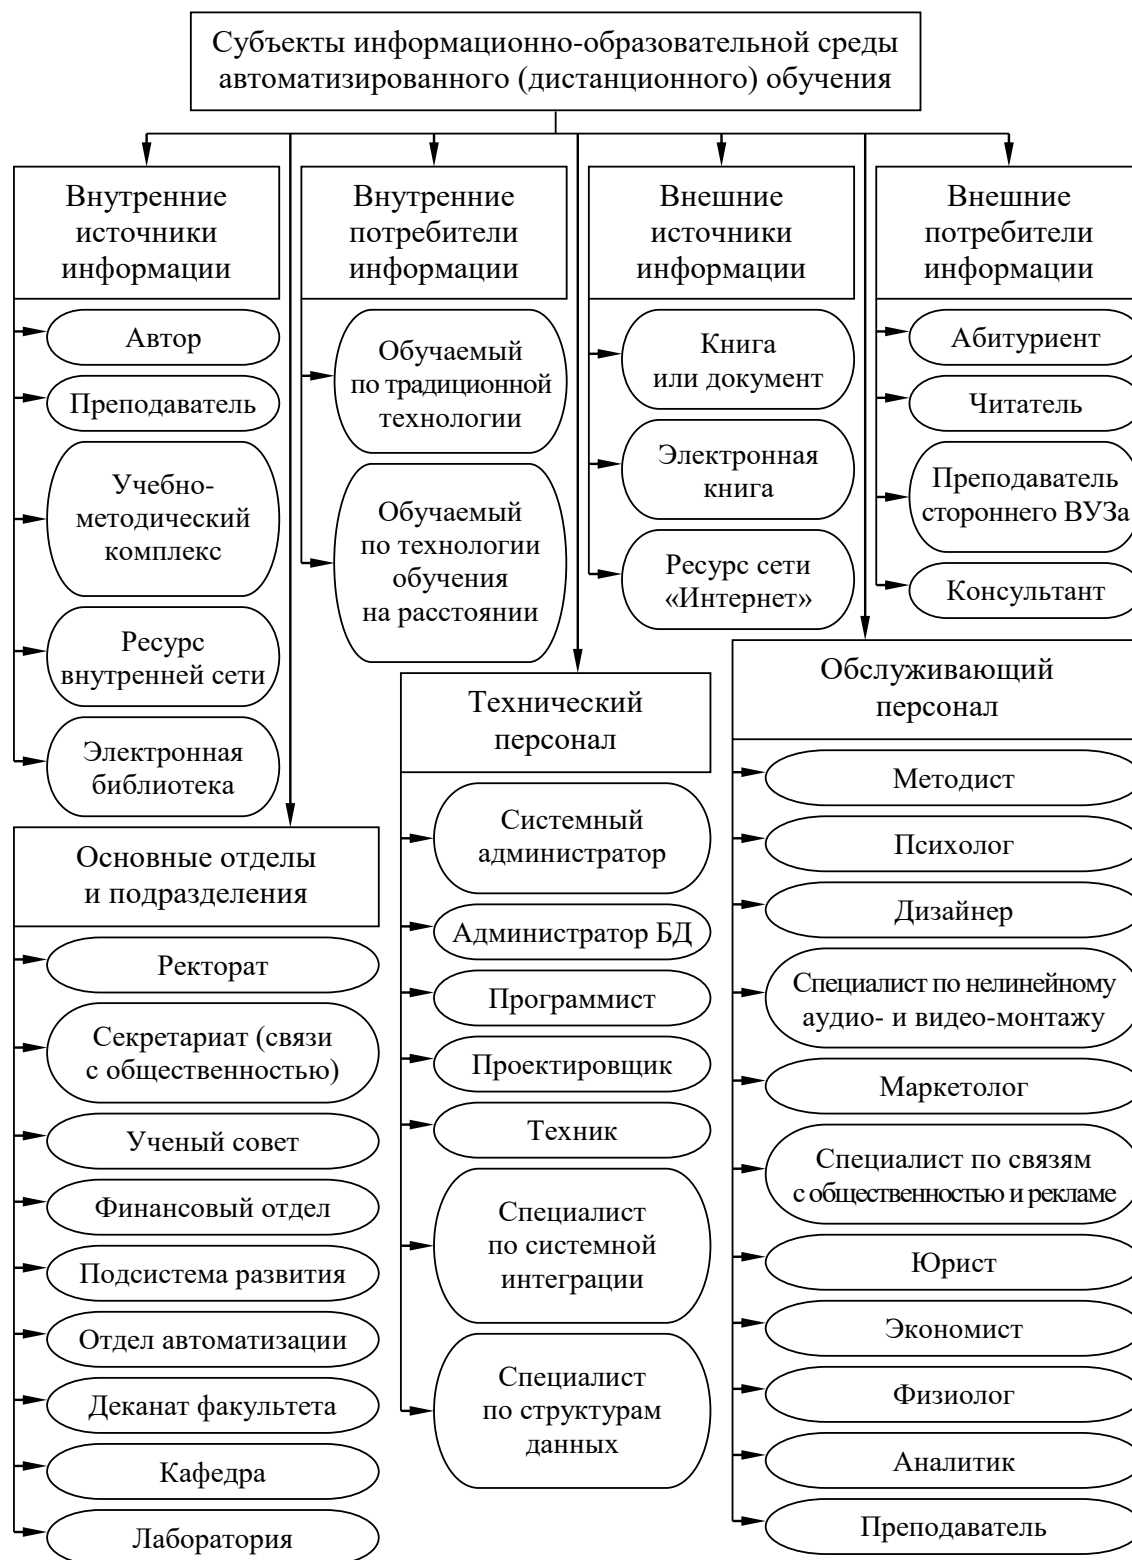 Субъекты информационно-образовательной среды
автоматизированного (дистанционного) обучения
Внутренние
источники
информации
Автор
Преподаватель
Учебно-
методический
комплекс
Ресурс
внутренней сети
Электронная
библиотека
Внутренние
потребители
информации
Обучаемый
по традиционной
технологии
Обучаемый
по технологии
обучения
на расстоянии
Внешние
источники
информации
Книга
или документ
Электронная
книга
Ресурс сети
«Интернет»
Внешние
потребители
информации
Абитуриент
Читатель
Преподаватель
стороннего ВУЗа
Консультант
Основные отделы
и подразделения
Ректорат
Секретариат (связи
с общественностью)
Ученый совет
Финансовый отдел
Подсистема развития
Отдел автоматизации
Деканат факультета
Кафедра
Лаборатория
Технический
персонал
Системный
администратор
Администратор БД
Программист
Проектировщик
Техник
Специалист
по системной
интеграции
Специалист
по структурам
данных
Обслуживающий
персонал
Методист
Психолог
Дизайнер
Специалист по нелинейному
аудио- и видео-монтажу
Маркетолог
Специалист по связям
с общественностью и рекламе
Юрист
Экономист
Физиолог
Аналитик
Преподаватель